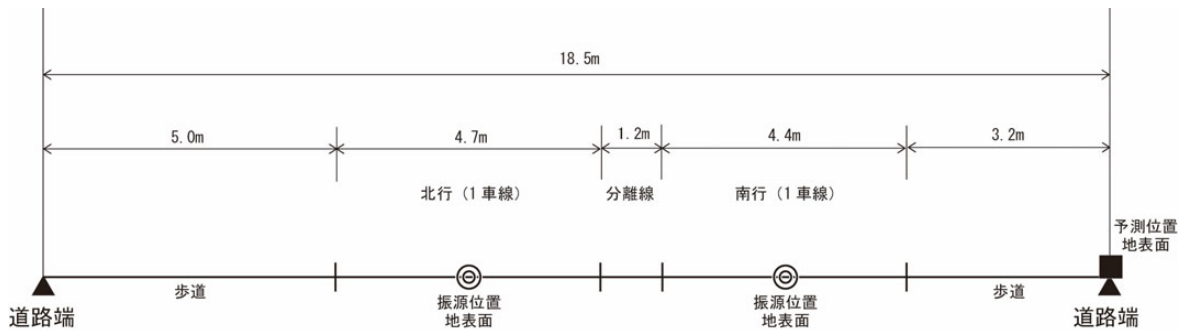 18.5m
5.0m
4.7m
1.2m
4.4m
3.2m
北行（1車線）
分離線
南行（1車線）
予測位置
地表面
歩道
振源位置
地表面
振源位置
地表面
歩道
道路端
道路端